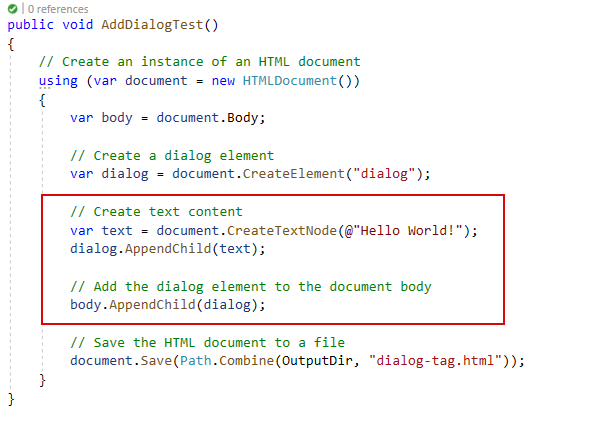 0 references
public void AddDialogTest()
{
// Create an instance of an HTML document
using (var document = new HTMLDocument())
{
var body = document.Body;
// Create a dialog element
var dialog = document.CreateElement("dialog");
// Create text content
var text = document.CreateTextNode(@"Hello World!");
dialog.AppendChild(text);
// Add the dialog element to the document body
body.AppendChild(dialog);
// Save the HTML document to a file
document.Save(Path.Combine(OutputDir, "dialog-tag.html"));
}
}